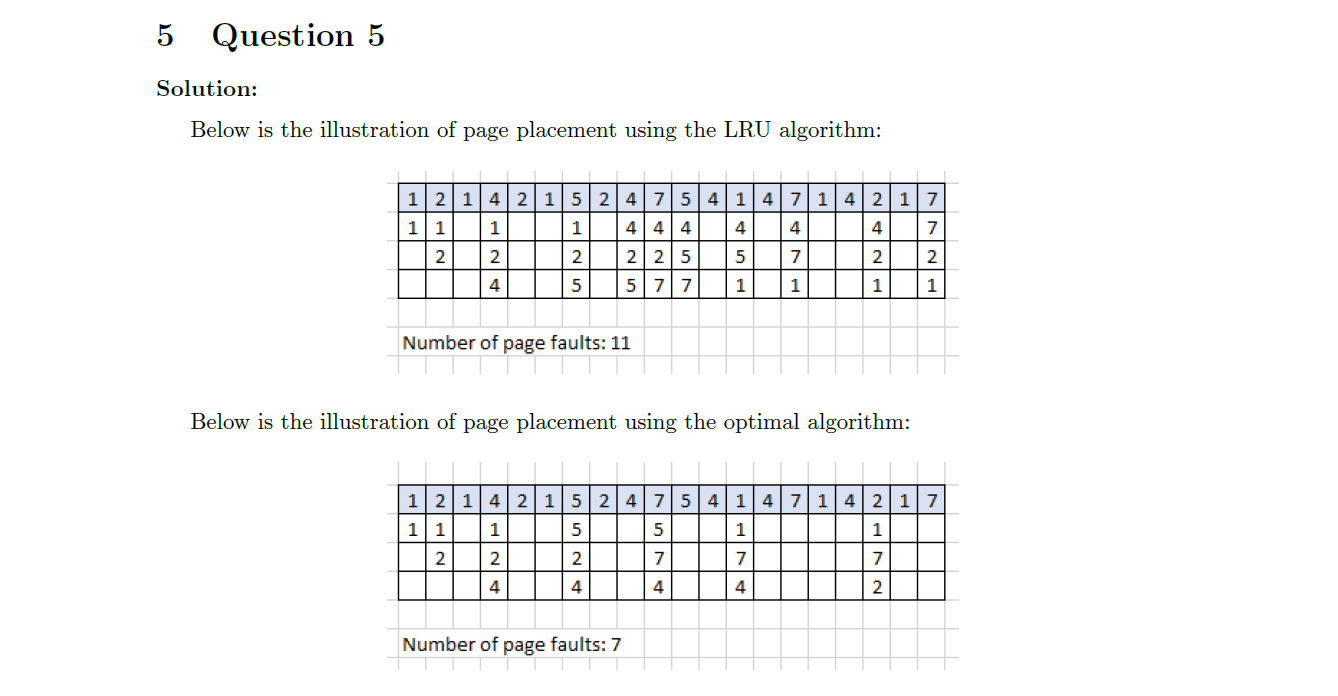 5 Question 5
Solution:
Below is the illustration of page placement using the LRU algorithm:
1 2 1 4 2 1 5 2 4 7 5 4 1 4 7 1 4 2 1 7
1 1 1 1 4 4 4 4 4 4 7
2 2 2 2 2 5 5 7 2 2
4 5 5 7 7 1 1 1 1
Number of page faults: 11
Below is the illustration of page placement using the optimal algorithm:
1 2 1 4 2 1 5 2 4 7 5 4 1 4 7 1 4 2 1 7
1 1 1 5 5 1 1
2 2 2 7 7 7
4 4 4 4 2
Number of page faults: 7